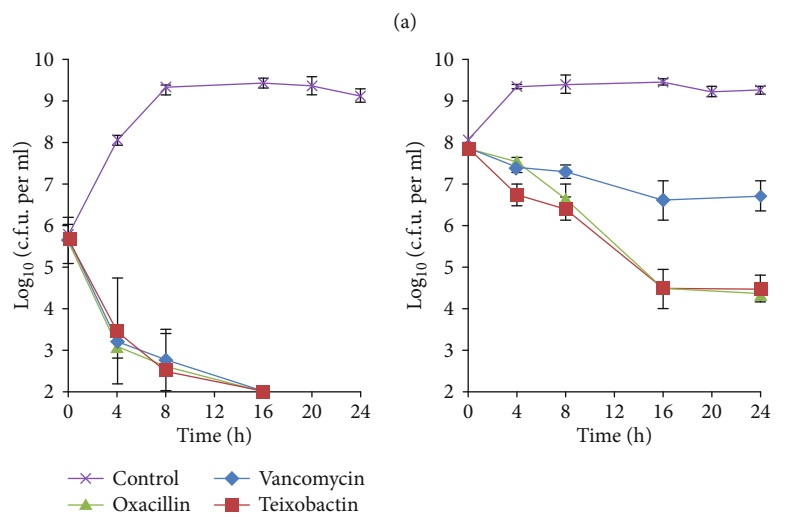 (a)
10
9
8
7
6
5
4
3
2
Log10 (c.f.u. per ml)
0 4 8 12 16 20 24
Time (h)
10
9
8
7
6
5
4
3
2
Log10 (c.f.u. per ml)
0 4 8 12 16 20 24
Time (h)
Control Vancomycin
Oxacillin Teixobactin